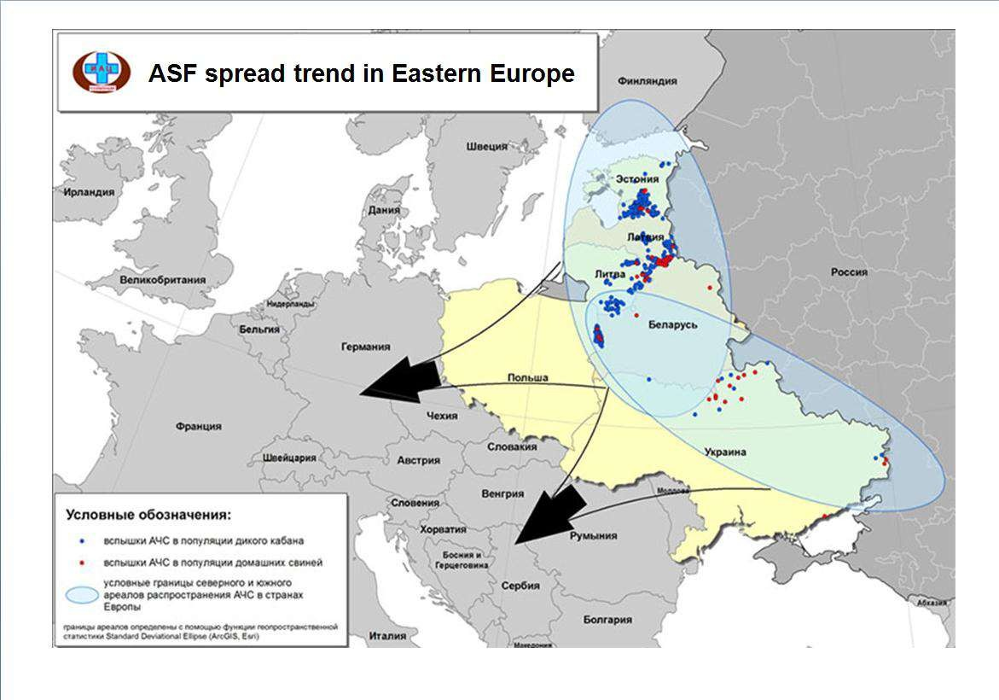 ИАЦ
ASF spread trend in Eastern Europe
Финляндия
Швеция
Эстония
Ирландия
Дания
Латвия
Великобритания
Литва
Россия
Нидерланды
Бельгия
Беларусь
Германия
Польша
Чехия
Франция
Словакия
Украина
Швейцария
Австрия
Венгрия
Молдова
Словения
Хорватия
Румыния
Босния и
Герцеговина
Сербия
Абхазия
Болгария
Италия
Македония
Условные обозначения:
вспышки АЧС в популяции дикого кабана
вспышки АЧС в популяции домашних свиней
условные границы северного и южного
ареалов распространения АЧС в странах
Европы
границы ареалов определены с помощью функции геопространственной
статистики Standard Deviational Ellipse (ArcGIS, Esri)